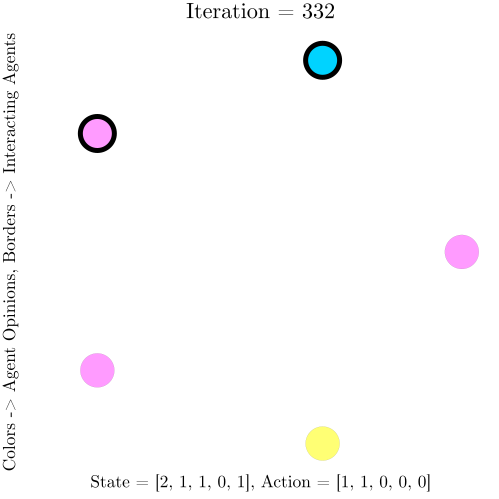 Iteration = 332
Colors -> Agent Opinions, Borders -> Interacting Agents
State = [2, 1, 1, 0, 1], Action = [1, 1, 0, 0, 0]